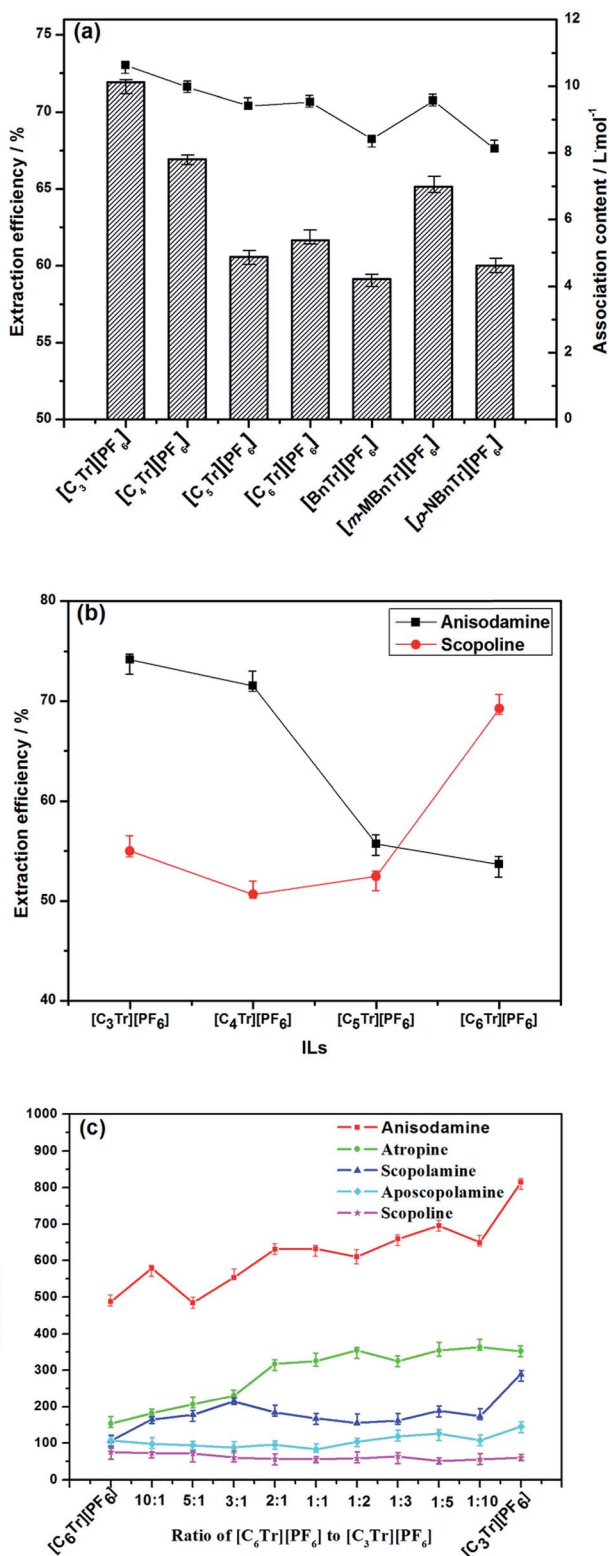 (a)
Extraction efficiency / %
75
70
65
60
55
50
12
10
8
6
4
2
0
Association content / L·mol⁻¹
[C₃Tr][PF₆]
[C₄Tr][PF₆]
[C₅Tr][PF₆]
[C₆Tr][PF₆]
[BnTr][PF₆]
[m-MBnTr][PF₆]
[p-NBnTr][PF₆]
(b)
Anisodamine
Scopoline
Extraction efficiency / %
80
70
60
50
40
[C₃Tr][PF₆]
[C₄Tr][PF₆]
[C₅Tr][PF₆]
[C₆Tr][PF₆]
ILs
(c)
Anisodamine
Atropine
Scopolamine
Aposcopolamine
Scopoline
1000
900
800
700
600
500
400
300
200
100
0
[C₆Tr][PF₆] 10:1 5:1 3:1 2:1 1:1 1:2 1:3 1:5 1:10 [C₃Tr][PF₆]
Ratio of [C₆Tr][PF₆] to [C₃Tr][PF₆]